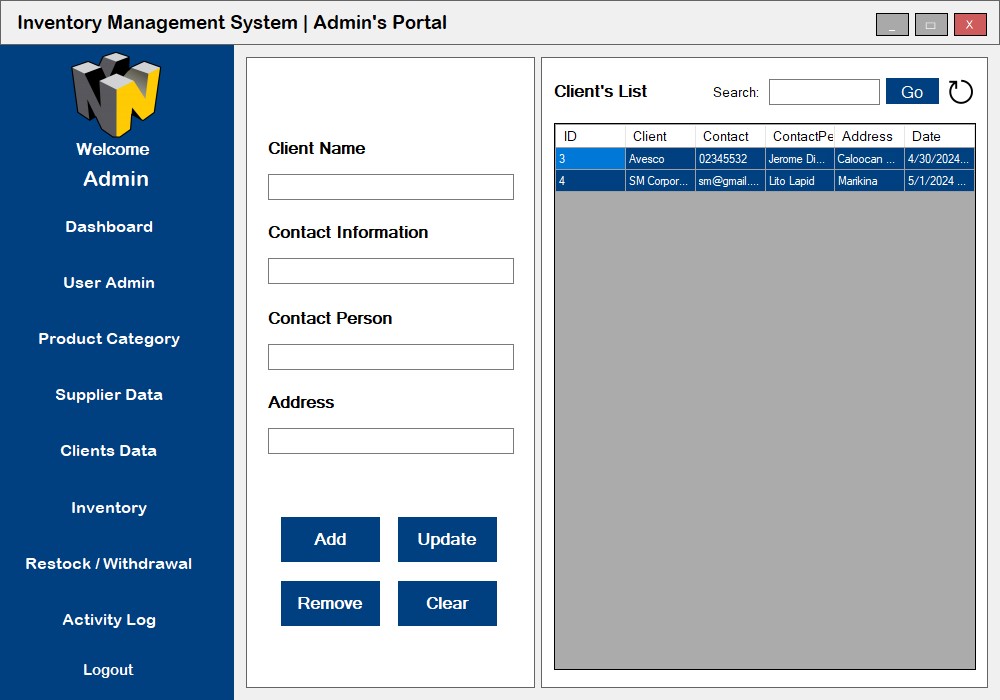 Inventory Management System | Admin's Portal
_ □ X
Welcome
Admin
Dashboard
User Admin
Product Category
Supplier Data
Clients Data
Inventory
Restock / Withdrawal
Activity Log
Logout
Client Name
Contact Information
Contact Person
Address
Add Update
Remove Clear
Client's List Search: Go
ID Client Contact ContactPe Address Date
3 Avesco 02345532 Jerome Di... Caloocan ... 4/30/2024...
4 SM Corpor... sm@gmail.... Lito Lapid Marikina 5/1/2024 ...